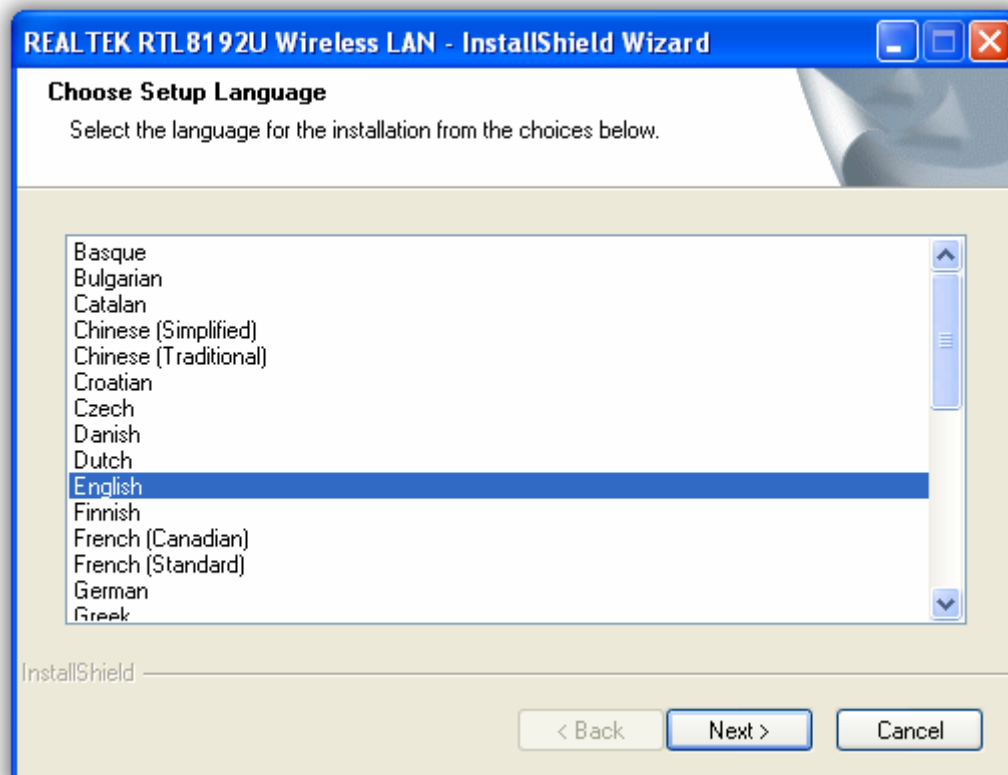 REALTEK RTL8192U Wireless LAN - InstallShield Wizard
Choose Setup Language
Select the language for the installation from the choices below.
Basque
Bulgarian
Catalan
Chinese (Simplified)
Chinese (Traditional)
Croatian
Czech
Danish
Dutch
English
Finnish
French (Canadian)
French (Standard)
German
Greek
InstallShield
< Back
Next >
Cancel